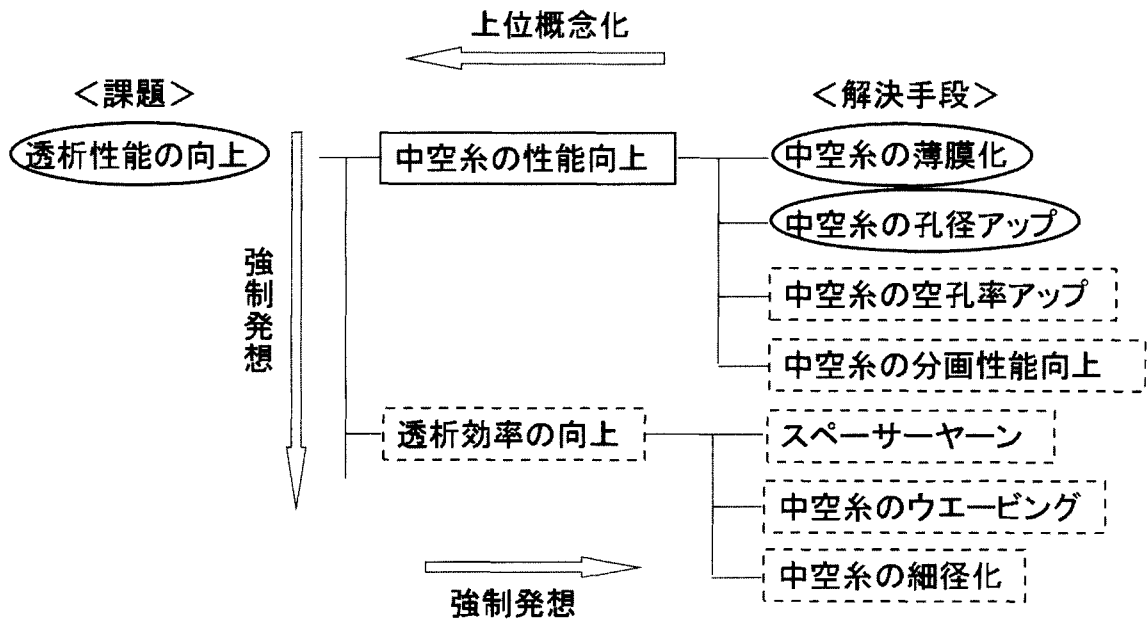 上位概念化
＜課題＞
＜解決手段＞
透析性能の向上
中空糸の性能向上
中空糸の薄膜化
中空糸の孔径アップ
強制発想
中空糸の空孔率アップ
中空糸の分画性能向上
透析効率の向上
スペーサーヤーン
中空糸のウエービング
中空糸の細径化
強制発想